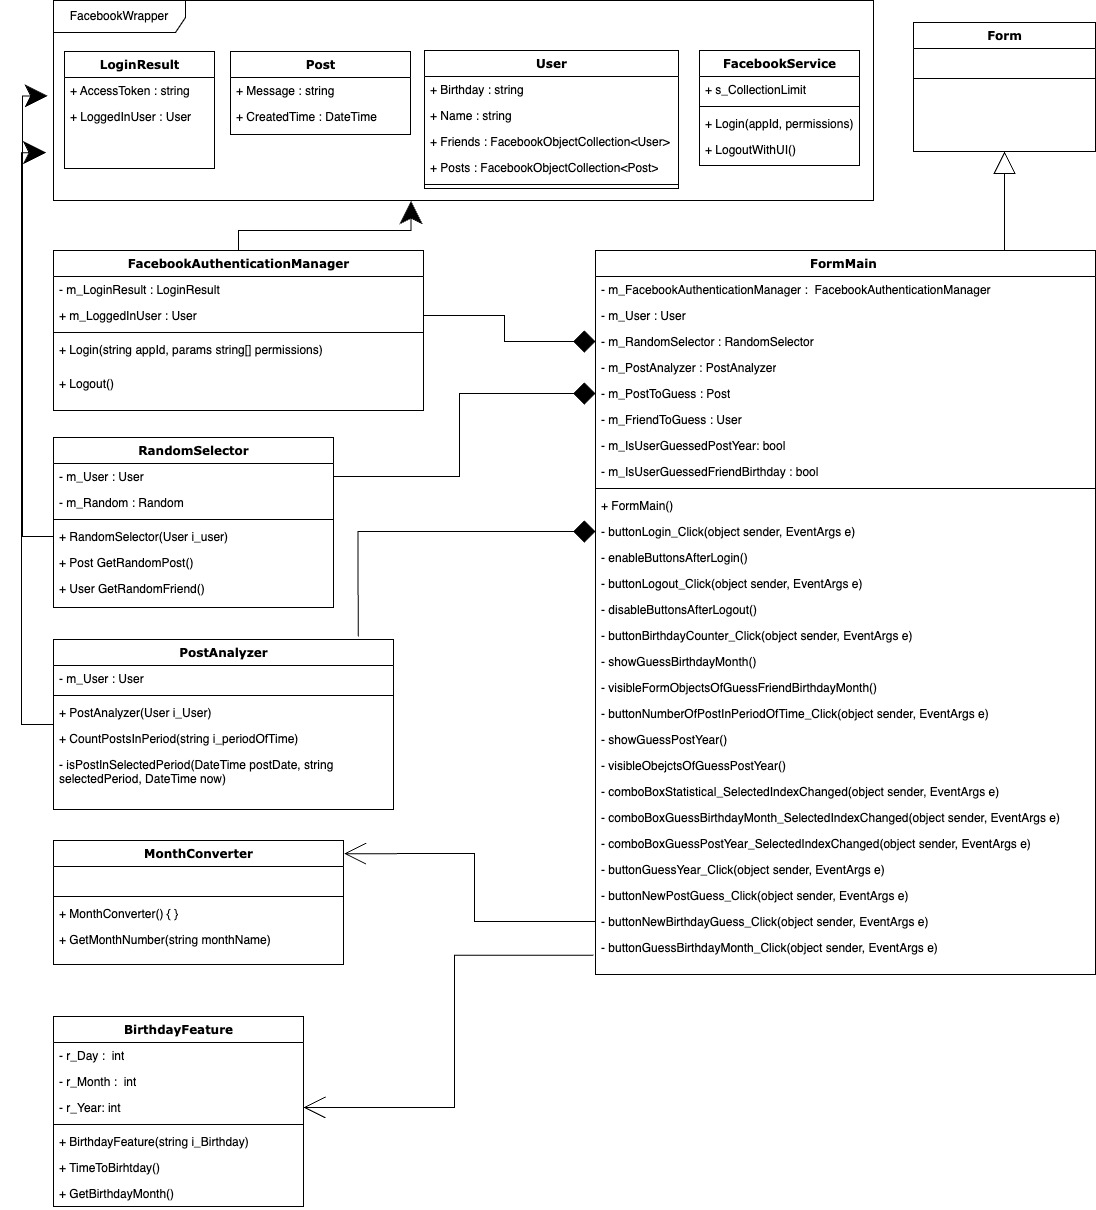 FacebookWrapper
LoginResult
+ AccessToken : string
+ LoggedInUser : User
Post
+ Message : string
+ CreatedTime : DateTime
User
+ Birthday : string
+ Name : string
+ Friends : FacebookObjectCollection<User>
+ Posts : FacebookObjectCollection<Post>
FacebookService
+ s_CollectionLimit
+ Login(appId, permissions)
+ LogoutWithUI()
Form
FacebookAuthenticationManager
- m_LoginResult : LoginResult
+ m_LoggedInUser : User
+ Login(string appId, params string[] permissions)
+ Logout()
FormMain
- m_FacebookAuthenticationManager :  FacebookAuthenticationManager
- m_User : User
- m_RandomSelector : RandomSelector
- m_PostAnalyzer : PostAnalyzer
- m_PostToGuess : Post
- m_FriendToGuess : User
- m_IsUserGuessedPostYear: bool
- m_IsUserGuessedFriendBirthday : bool
+ FormMain()
- buttonLogin_Click(object sender, EventArgs e)
- enableButtonsAfterLogin()
- buttonLogout_Click(object sender, EventArgs e)
- disableButtonsAfterLogout()
- buttonBirthdayCounter_Click(object sender, EventArgs e)
- showGuessBirthdayMonth()
- visibleFormObjectsOfGuessFriendBirthdayMonth()
- buttonNumberOfPostInPeriodOfTime_Click(object sender, EventArgs e)
- showGuessPostYear()
- visibleObejctsOfGuessPostYear()
- comboBoxStatistical_SelectedIndexChanged(object sender, EventArgs e)
- comboBoxGuessBirthdayMonth_SelectedIndexChanged(object sender, EventArgs e)
- comboBoxGuessPostYear_SelectedIndexChanged(object sender, EventArgs e)
- buttonGuessYear_Click(object sender, EventArgs e)
- buttonNewPostGuess_Click(object sender, EventArgs e)
- buttonNewBirthdayGuess_Click(object sender, EventArgs e)
- buttonGuessBirthdayMonth_Click(object sender, EventArgs e)
RandomSelector
- m_User : User
- m_Random : Random
+ RandomSelector(User i_user)
+ Post GetRandomPost()
+ User GetRandomFriend()
PostAnalyzer
- m_User : User
+ PostAnalyzer(User i_User)
+ CountPostsInPeriod(string i_periodOfTime)
- isPostInSelectedPeriod(DateTime postDate, string
selectedPeriod, DateTime now)
MonthConverter
+ MonthConverter() { }
+ GetMonthNumber(string monthName)
BirthdayFeature
- r_Day :  int
- r_Month :  int
- r_Year: int
+ BirthdayFeature(string i_Birthday)
+ TimeToBirhtday()
+ GetBirthdayMonth()